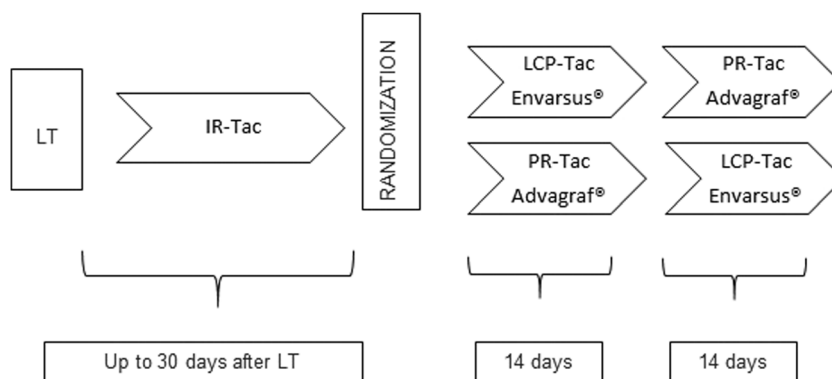 LT
IR-Tac
RANDOMIZATION
LCP-Tac
Envarsus®
PR-Tac
Advagraf®
PR-Tac
Advagraf®
LCP-Tac
Envarsus®
Up to 30 days after LT
14 days
14 days